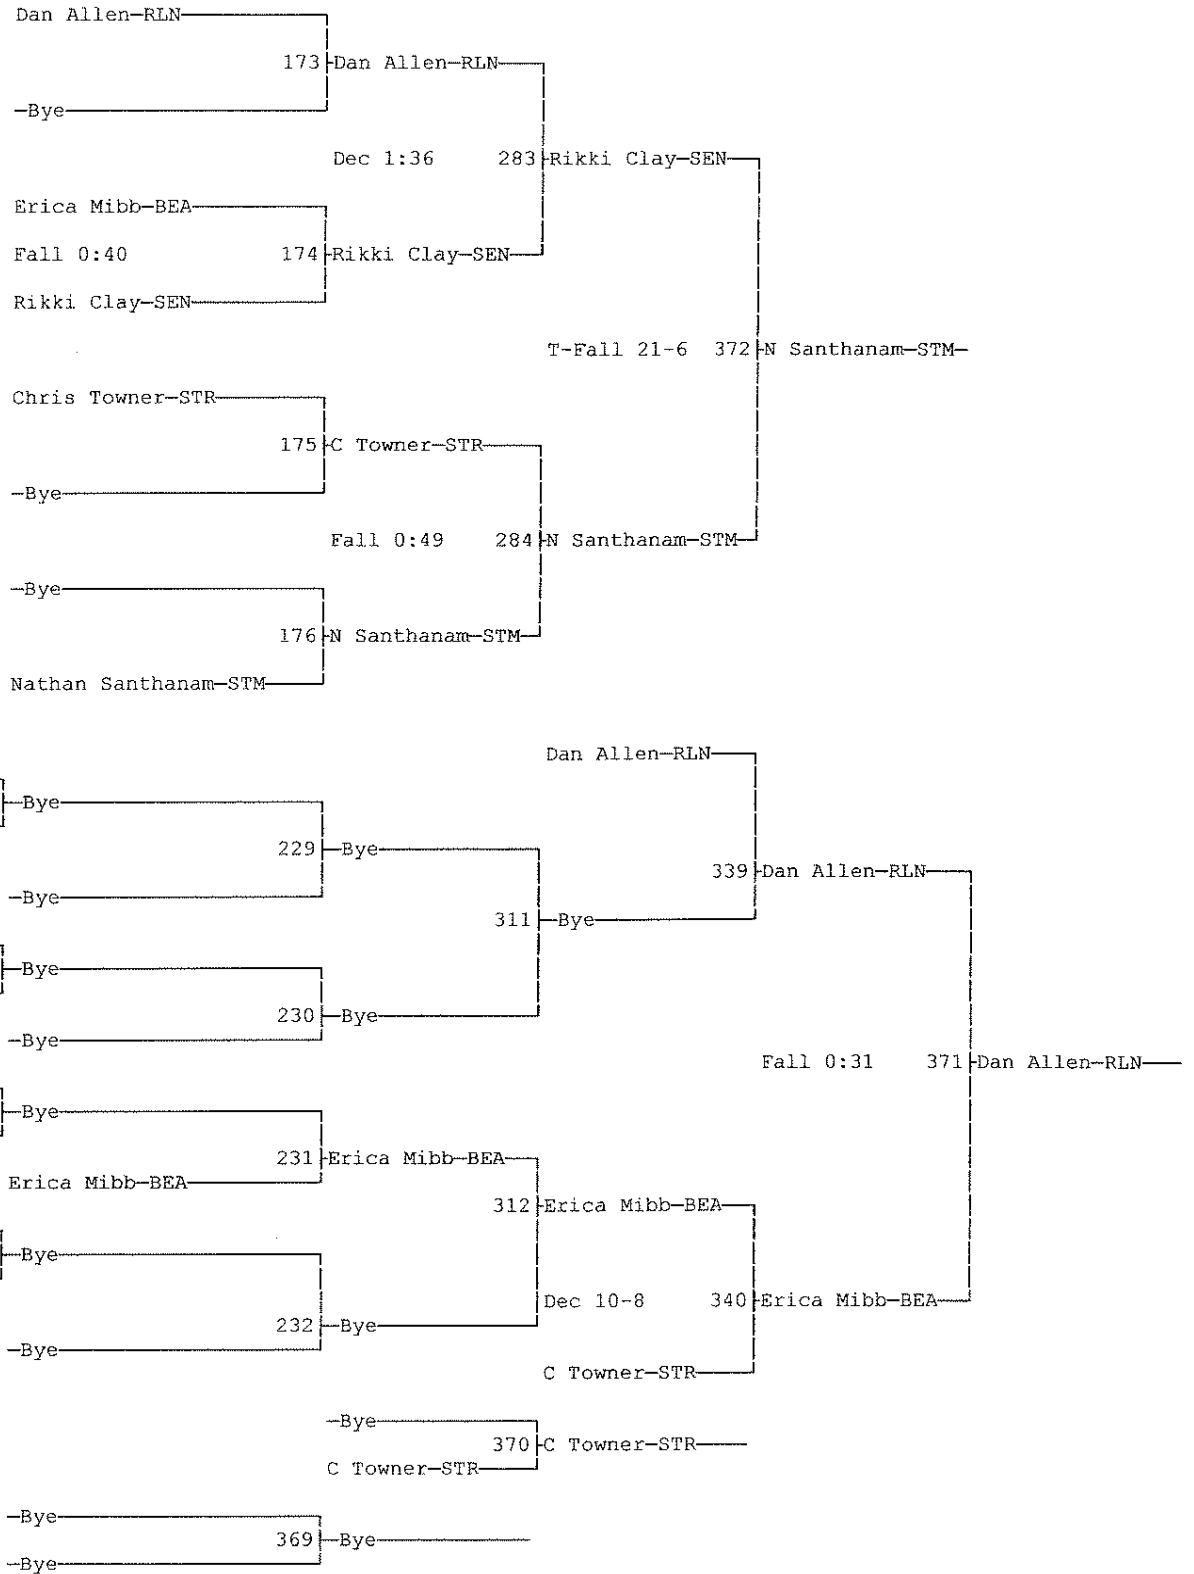 Dan Allen-RLN
173 Dan Allen-RLN
-Bye
Dec 1:36 283 Rikki Clay-SEN
Erica Mibb-BEA
Fall 0:40 174 Rikki Clay-SEN
Rikki Clay-SEN
T-Fall 21-6 372 N Santhanam-STM-
Chris Towner-STR
175 C Towner-STR
-Bye
Fall 0:49 284 N Santhanam-STM
-Bye
176 N Santhanam-STM
Nathan Santhanam-STM
Dan Allen-RLN
-Bye
229 -Bye
339 Dan Allen-RLN
-Bye
311 -Bye
-Bye
230 -Bye
-Bye
Fall 0:31 371 Dan Allen-RLN
-Bye
231 Erica Mibb-BEA
Erica Mibb-BEA
312 Erica Mibb-BEA
-Bye
Dec 10-8 340 Erica Mibb-BEA
232 -Bye
-Bye
C Towner-STR
-Bye
370 C Towner-STR
C Towner-STR
-Bye
369 -Bye
-Bye